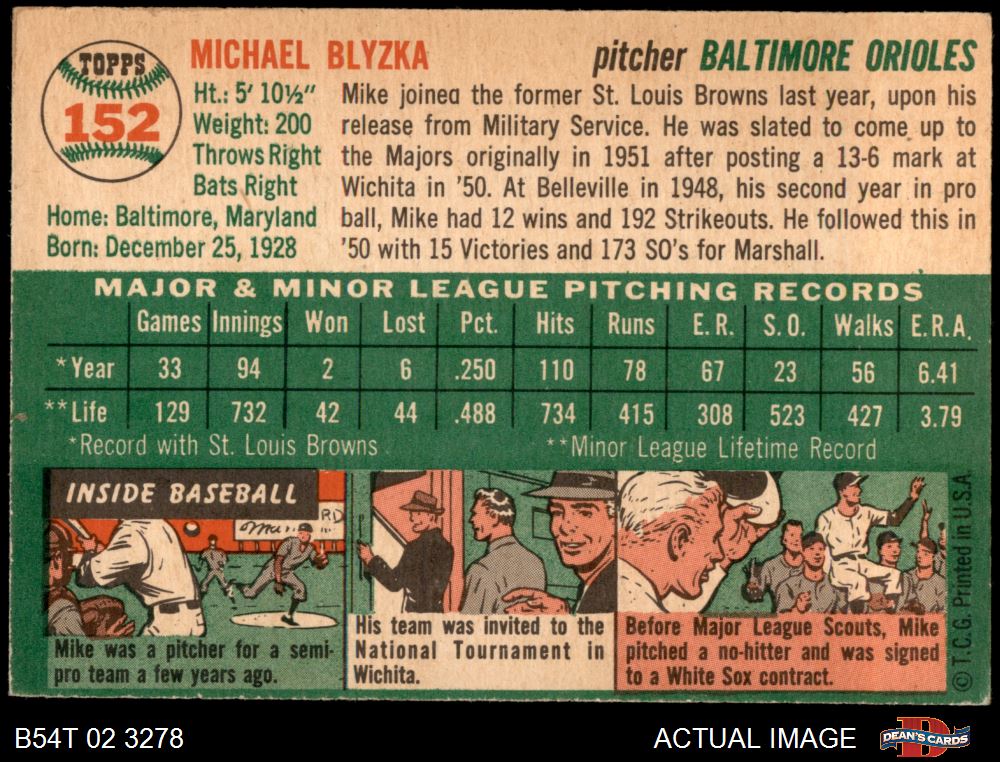 TOPPS
152
MICHAEL BLYZKA
pitcher BALTIMORE ORIOLES
Ht.: 5' 10½"
Weight: 200
Throws Right
Bats Right
Home: Baltimore, Maryland
Born: December 25, 1928
Mike joined the former St. Louis Browns last year, upon his
release from Military Service. He was slated to come up to
the Majors originally in 1951 after posting a 13-6 mark at
Wichita in '50. At Belleville in 1948, his second year in pro
ball, Mike had 12 wins and 192 Strikeouts. He followed this in
'50 with 15 Victories and 173 SO's for Marshall.
MAJOR & MINOR LEAGUE PITCHING RECORDS
Games Innings Won Lost Pct. Hits Runs E. R. S. O. Walks E.R.A.
*Year 33 94 2 6 .250 110 78 67 23 56 6.41
**Life 129 732 42 44 .488 734 415 308 523 427 3.79
*Record with St. Louis Browns **Minor League Lifetime Record
INSIDE BASEBALL
Mike was a pitcher for a semi-
pro team a few years ago.
His team was invited to the
National Tournament in
Wichita.
Before Major League Scouts, Mike
pitched a no-hitter and was signed
to a White Sox contract.
© T.C.G. Printed in U.S.A.
B54T 02 3278
ACTUAL IMAGE
D
DEAN'S CARDS